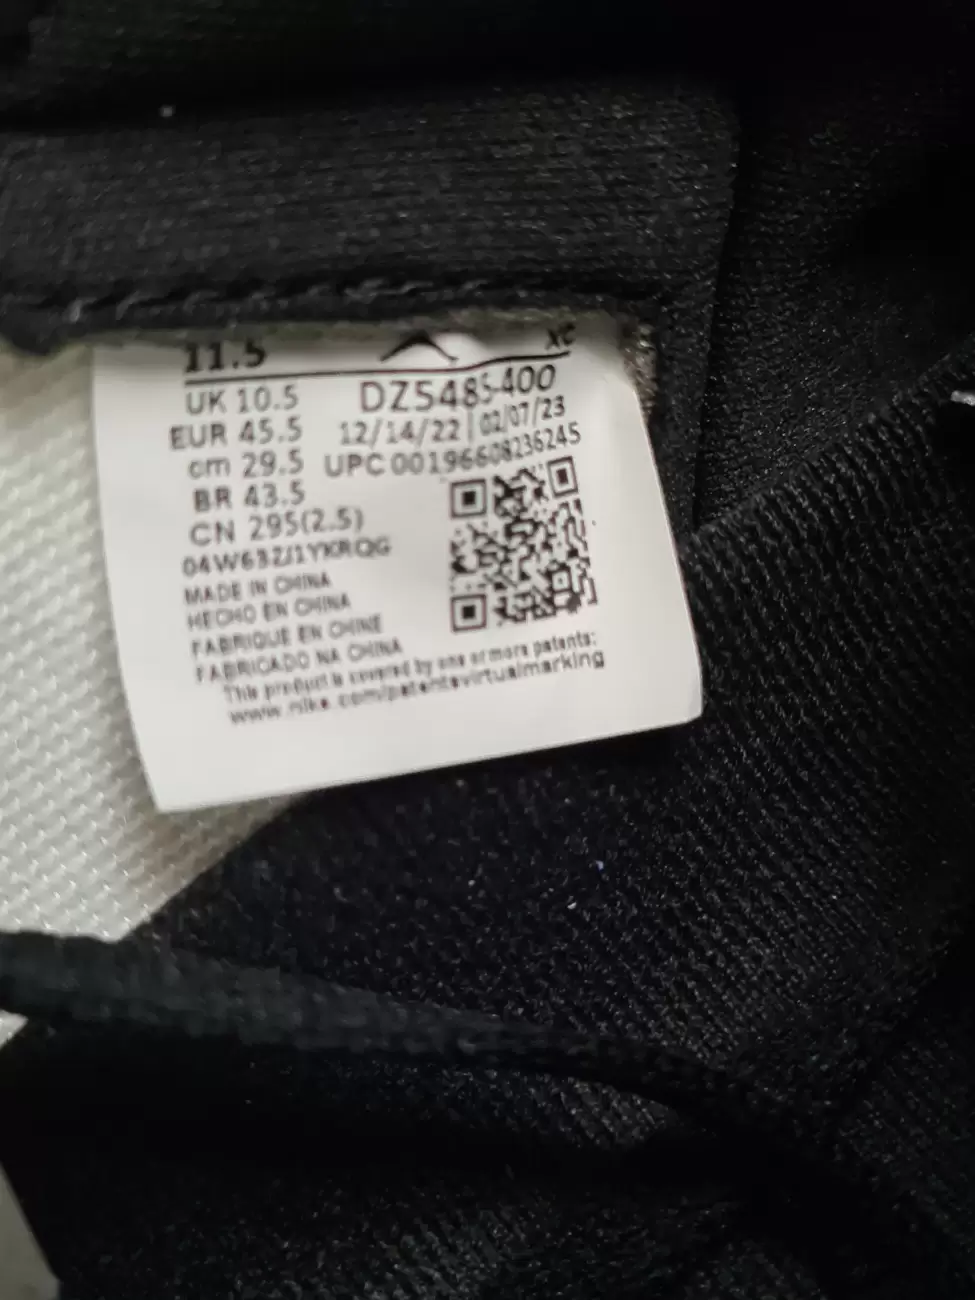 11.5 XC
UK 10.5 DZ5485-400
EUR 45.5 12/14/22 02/07/23
cm 29.5 UPC 00196608236245
BR 43.5
CN 295(2.5)
MADE IN CHINA
HECHO EN CHINA
FABRIQUE EN CHINE
FABRICADO NA CHINA
This product is covered by one or more patents:
www.nike.com/patentsvirtualmarking